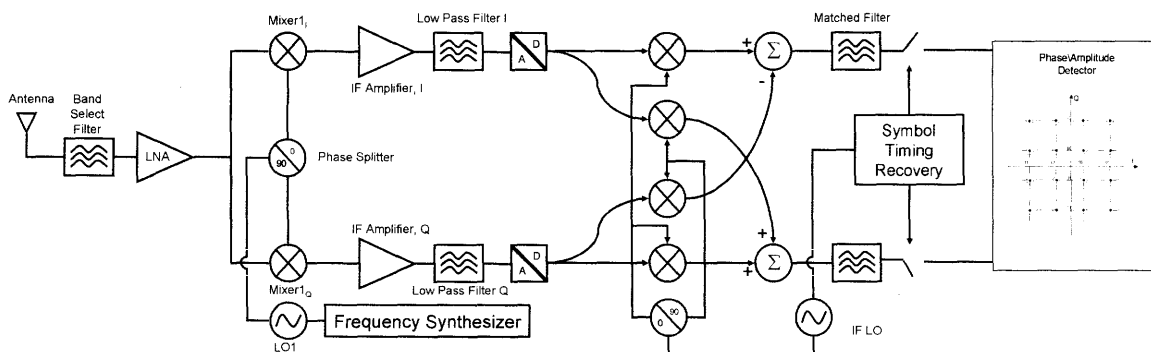 Mixer1I
Low Pass Filter I
Matched Filter
D
A
IF Amplifier, I
+
Σ
-
Phase\Amplitude
Detector
Q
I
Antenna
Band
Select
Filter
LNA
0
90
Phase Splitter
Symbol
Timing
Recovery
IF Amplifier, Q
D
A
+
+
Σ
Mixer1Q
Low Pass Filter Q
0
90
LO1
Frequency Synthesizer
IF LO